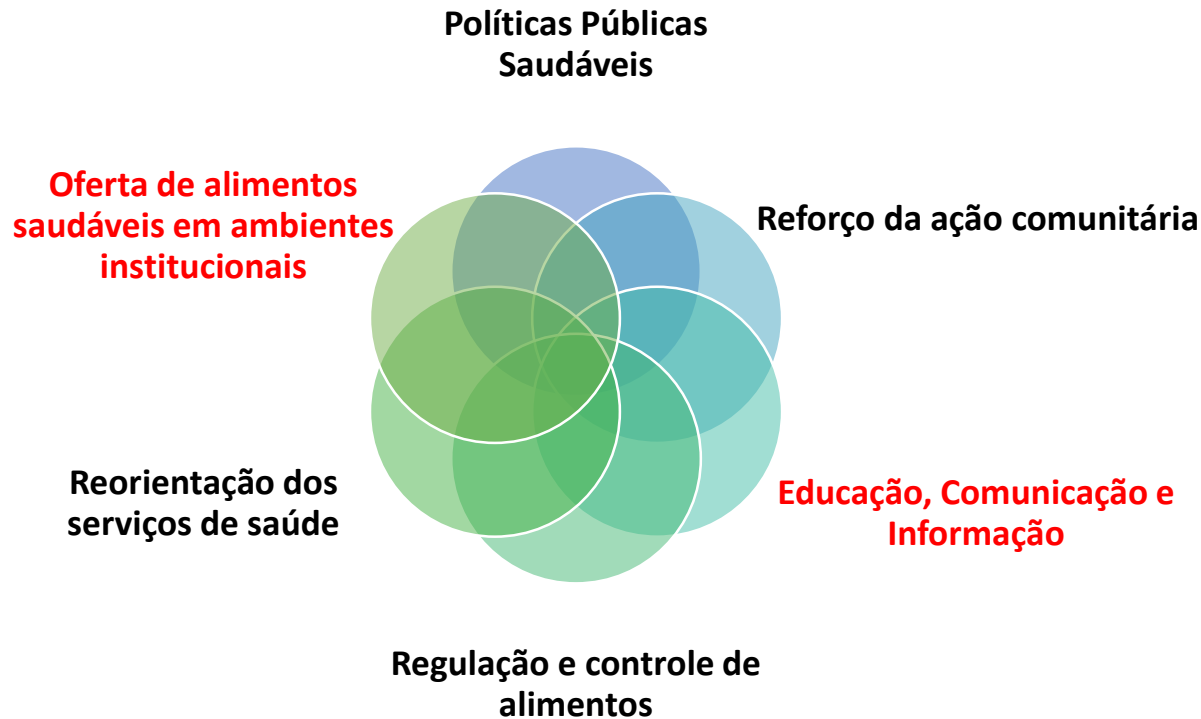 Políticas Públicas
Saudáveis
Oferta de alimentos
saudáveis em ambientes
institucionais
Reforço da ação comunitária
Reorientação dos
serviços de saúde
Educação, Comunicação e
Informação
Regulação e controle de
alimentos